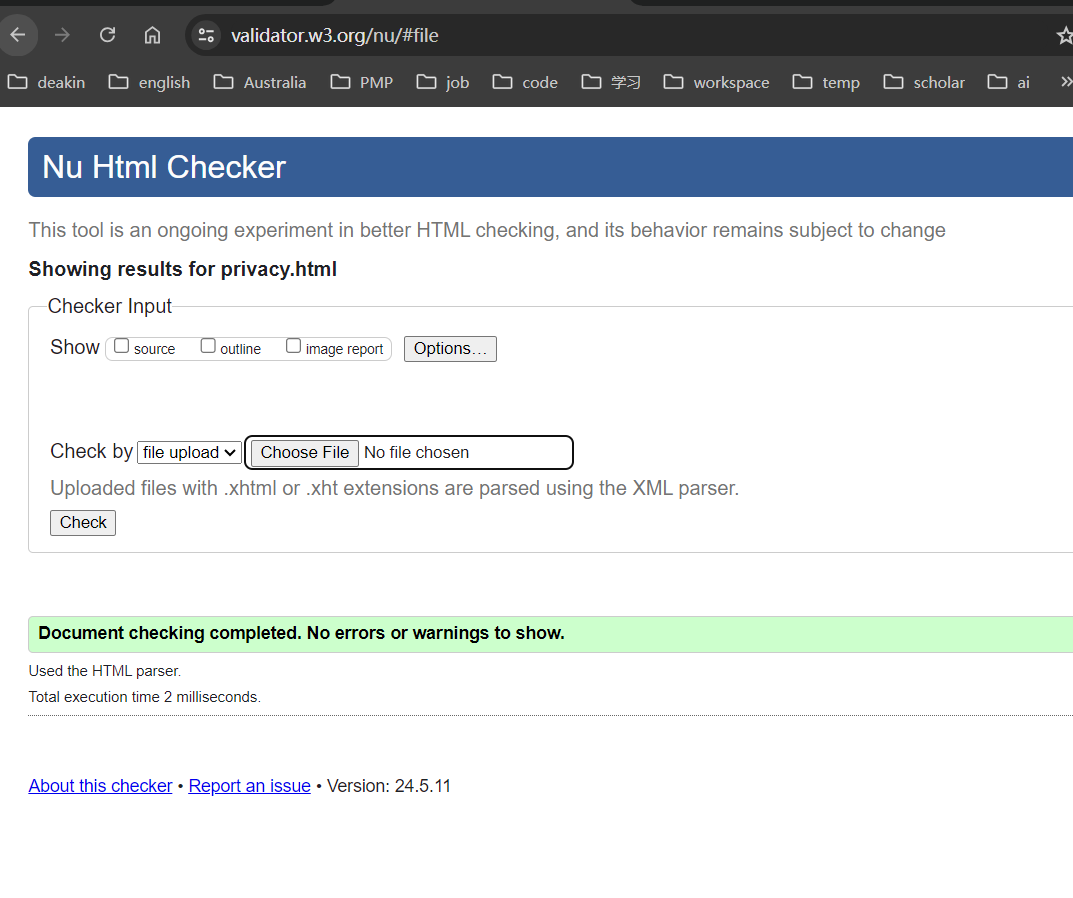 validator.w3.org/nu/#file
deakin english Australia PMP job code 学习 workspace temp scholar ai »
Nu Html Checker
This tool is an ongoing experiment in better HTML checking, and its behavior remains subject to change
Showing results for privacy.html
Checker Input
Show source outline image report Options…
Check by file upload Choose File No file chosen
Uploaded files with .xhtml or .xht extensions are parsed using the XML parser.
Check
Document checking completed. No errors or warnings to show.
Used the HTML parser.
Total execution time 2 milliseconds.
About this checker • Report an issue • Version: 24.5.11